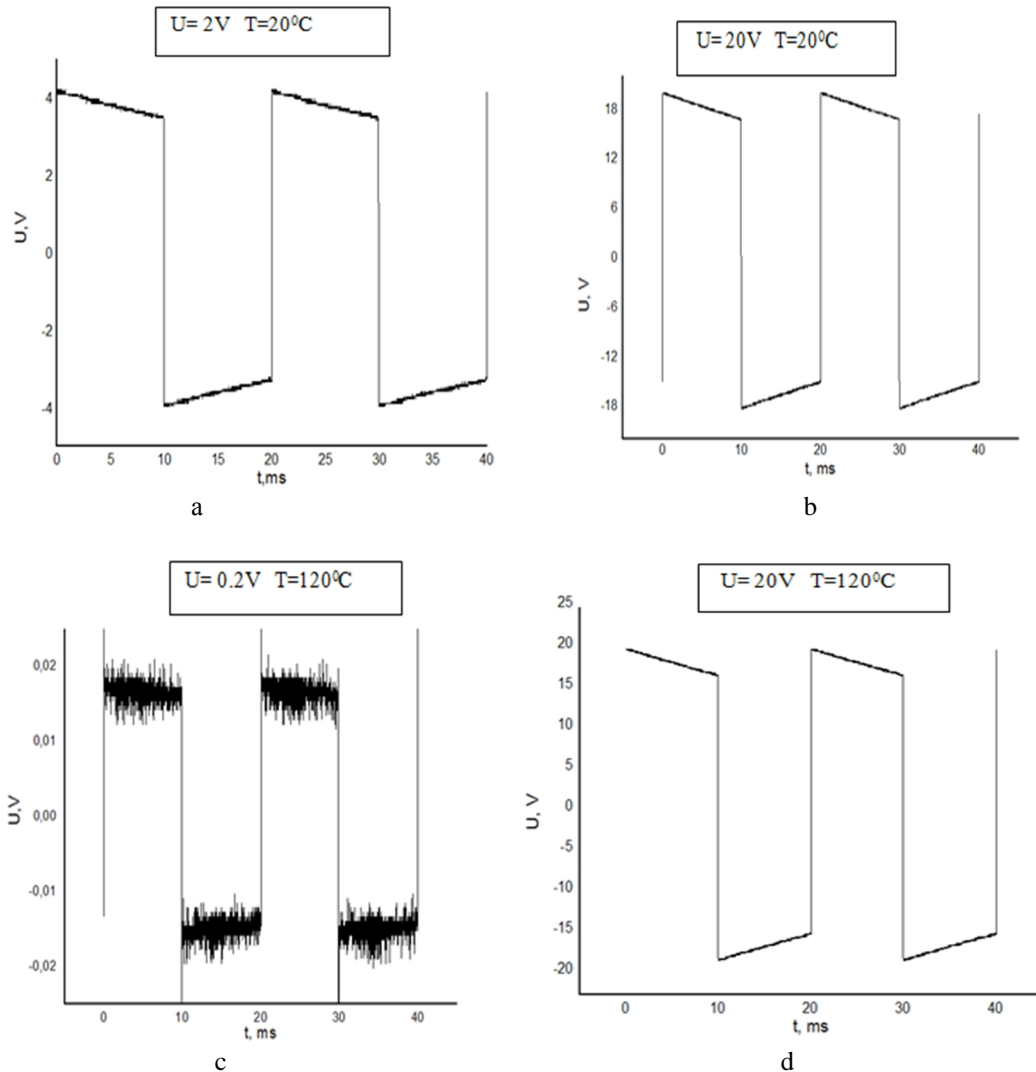 U= 2V T=20⁰C
4
2
0
-2
-4
U,V
0 5 10 15 20 25 30 35 40
t,ms
a
U= 20V T=20⁰C
18
12
6
0
-6
-12
-18
U, V
0 10 20 30 40
t, ms
b
U= 0.2V T=120⁰C
0,02
0,01
0,00
-0,01
-0,02
U,V
0 10 20 30 40
t, ms
c
U= 20V T=120⁰C
25
20
15
10
5
0
-5
-10
-15
-20
U, V
0 10 20 30 40
t, ms
d